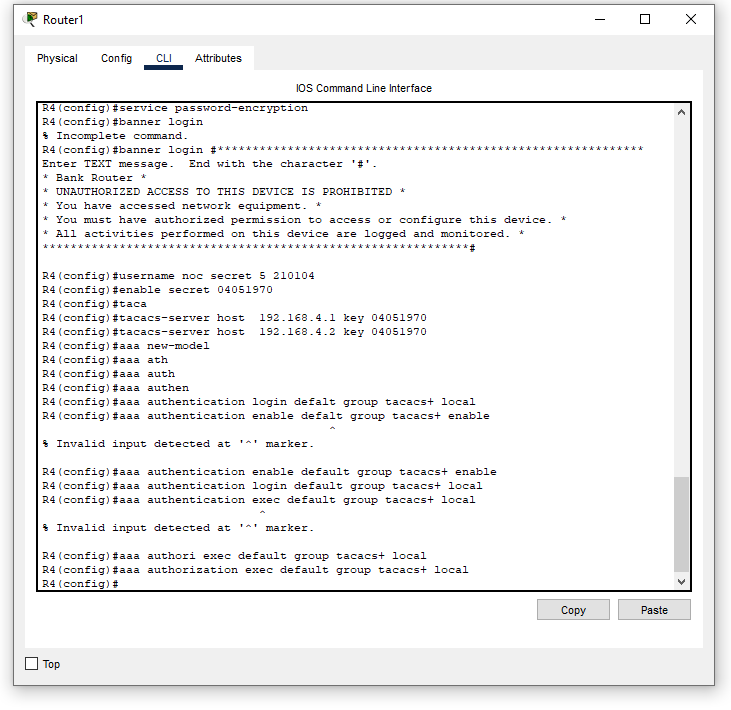 Router1
Physical Config CLI Attributes
IOS Command Line Interface
R4(config)#service password-encryption
R4(config)#banner login
% Incomplete command.
R4(config)#banner login #*************************************************************
Enter TEXT message.  End with the character '#'.
* Bank Router *
* UNAUTHORIZED ACCESS TO THIS DEVICE IS PROHIBITED *
* You have accessed network equipment. *
* You must have authorized permission to access or configure this device. *
* All activities performed on this device are logged and monitored. *
*************************************************************#
R4(config)#username noc secret 5 210104
R4(config)#enable secret 04051970
R4(config)#taca
R4(config)#tacacs-server host  192.168.4.1 key 04051970
R4(config)#tacacs-server host  192.168.4.2 key 04051970
R4(config)#aaa new-model
R4(config)#aaa ath
R4(config)#aaa auth
R4(config)#aaa authen
R4(config)#aaa authentication login defalt group tacacs+ local
R4(config)#aaa authentication enable defalt group tacacs+ enable
^
% Invalid input detected at '^' marker.
R4(config)#aaa authentication enable default group tacacs+ enable
R4(config)#aaa authentication login default group tacacs+ local
R4(config)#aaa authentication exec default group tacacs+ local
^
% Invalid input detected at '^' marker.
R4(config)#aaa authori exec default group tacacs+ local
R4(config)#aaa authorization exec default group tacacs+ local
R4(config)#
Copy Paste
Top